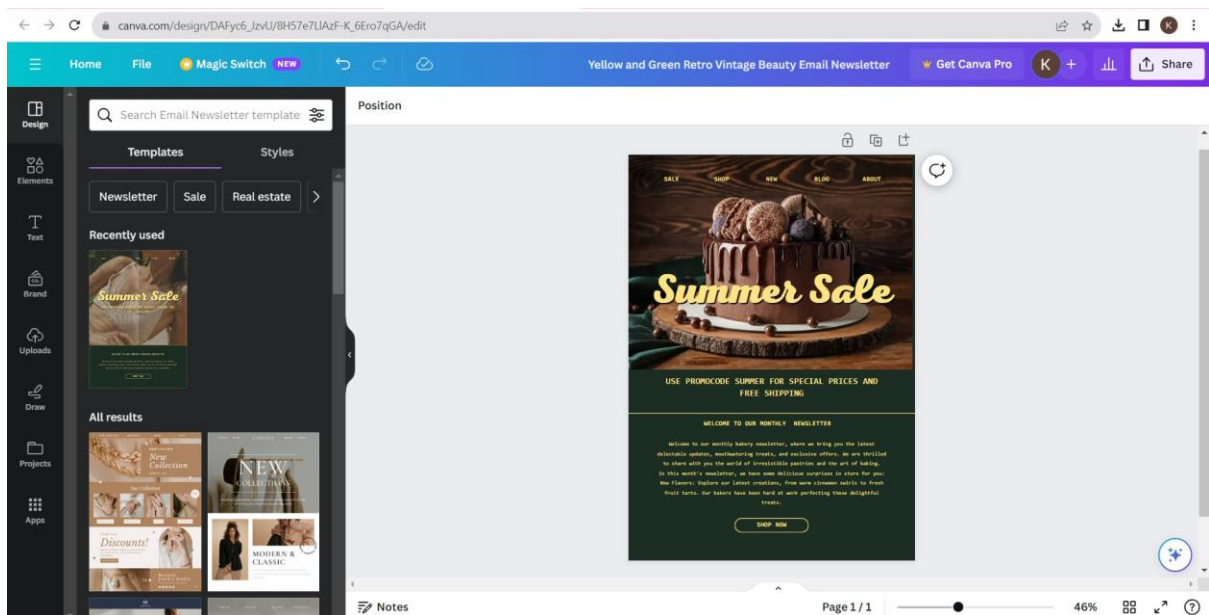 canva.com/design/DAFyc6_JzvU/8H57e7LlAzF-K_6Ero7qGA/edit
K
Home File Magic Switch NEW
Yellow and Green Retro Vintage Beauty Email Newsletter
Get Canva Pro
K +
Share
Design
Elements
Text
Brand
Uploads
Draw
Projects
Apps
Search Email Newsletter template
Templates Styles
Newsletter Sale Real estate
Recently used
Summer Sale
All results
New
Collection
Our Collection
Discounts!
NEW
COLLECTIONS
MODERN &
CLASSIC
Position
SALE SHOP NEW BLOG ABOUT
Summer Sale
USE PROMOCODE SUMMER FOR SPECIAL PRICES AND
FREE SHIPPING
WELCOME TO OUR MONTHLY NEWSLETTER
Welcome to our monthly bakery newsletter, where we bring you the latest
delectable updates, mouthwatering treats, and exclusive offers. We are thrilled
to share with you the world of irresistible pastries and the art of baking.
In this month's newsletter, we have some delicious surprises in store for you:
New Flavors: Explore our latest creations, from warm cinnamon swirls to fresh
fruit tarts. Our bakers have been hard at work perfecting these delightful
treats.
SHOP NOW
Notes
Page 1 / 1
46%